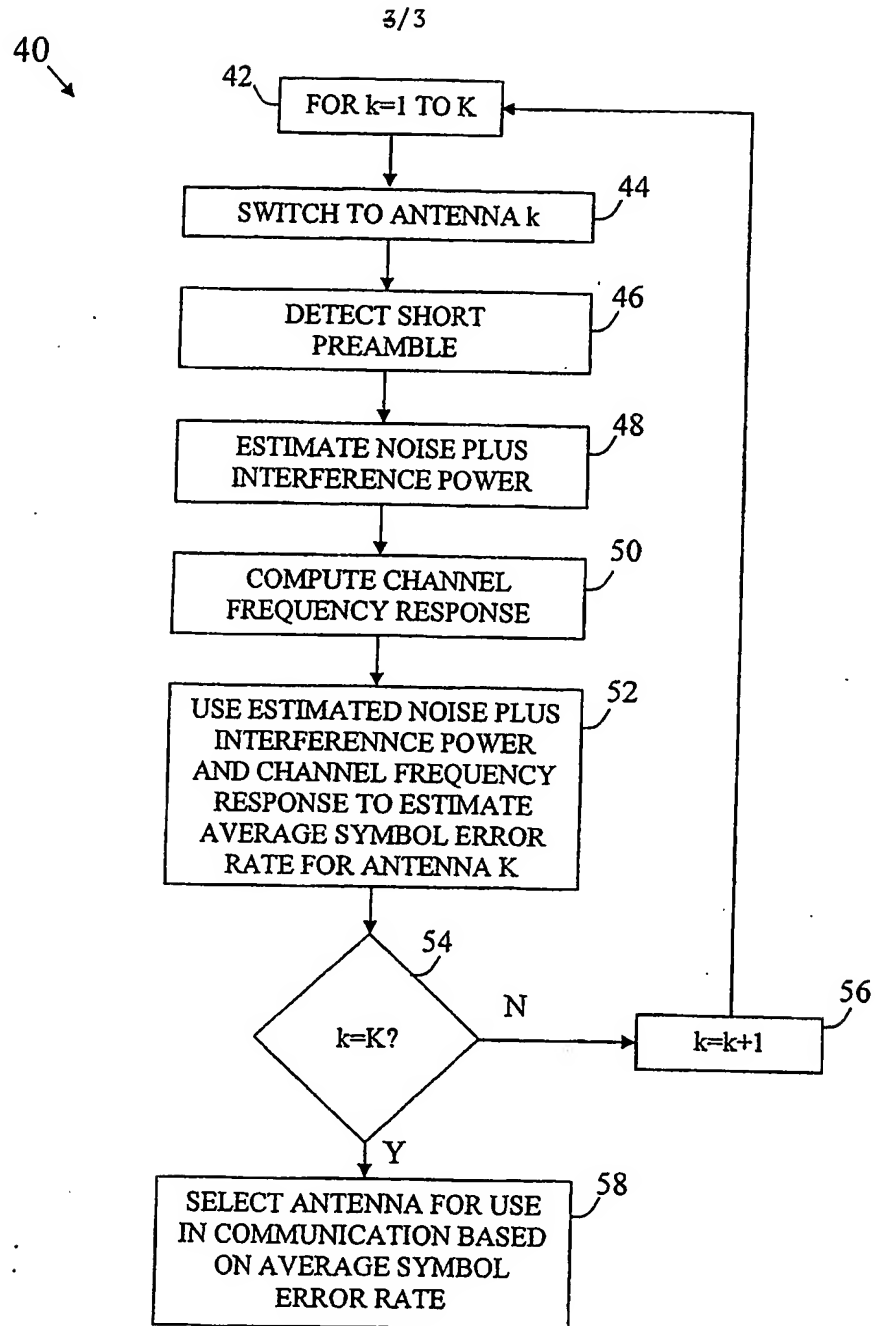 3/3
40
42
FOR k=1 TO K
SWITCH TO ANTENNA k
44
DETECT SHORT
PREAMBLE
46
ESTIMATE NOISE PLUS
INTERFERENCE POWER
48
COMPUTE CHANNEL
FREQUENCY RESPONSE
50
USE ESTIMATED NOISE PLUS
INTERFERENNCE POWER
AND CHANNEL FREQUENCY
RESPONSE TO ESTIMATE
AVERAGE SYMBOL ERROR
RATE FOR ANTENNA K
52
54
k=K?
N
56
k=k+1
Y
SELECT ANTENNA FOR USE
IN COMMUNICATION BASED
ON AVERAGE SYMBOL
ERROR RATE
58